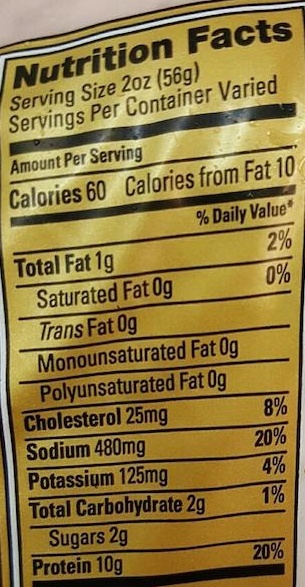 Nutrition Facts
Serving Size 2oz (56g)
Servings Per Container Varied
Amount Per Serving
Calories 60 Calories from Fat 10
% Daily Value*
Total Fat 1g 2%
Saturated Fat 0g 0%
Trans Fat 0g
Monounsaturated Fat 0g
Polyunsaturated Fat 0g
Cholesterol 25mg 8%
Sodium 480mg 20%
Potassium 125mg 4%
Total Carbohydrate 2g 1%
Sugars 2g
Protein 10g 20%